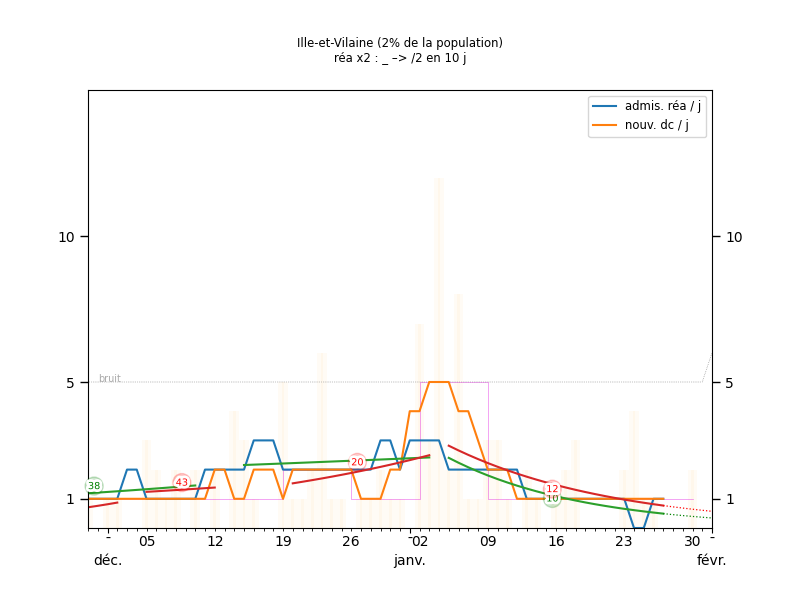 Ille-et-Vilaine (2% de la population)
réa x2 : _ –> /2 en 10 j
admis. réa / j
nouv. dc / j
10
10
bruit
5
5
38
43
20
12
10
1
1
05
12
19
26
02
09
16
23
30
déc.
janv.
févr.